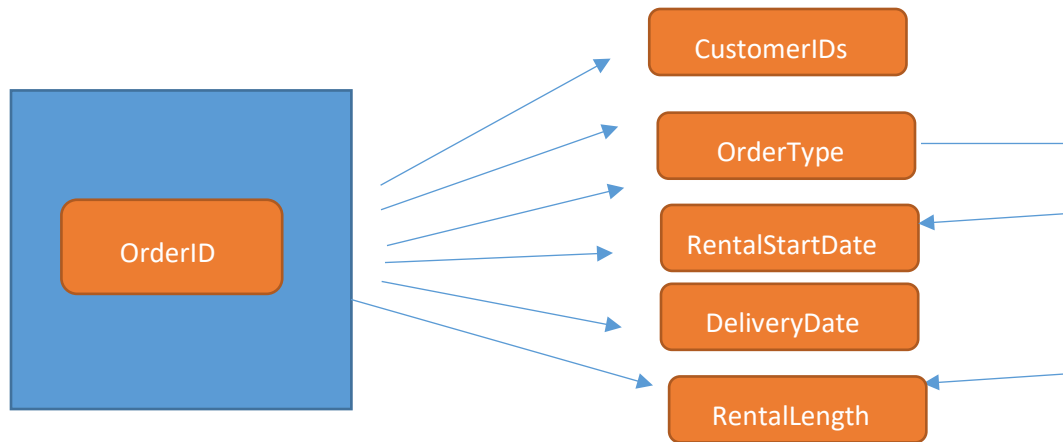 CustomerIDs
OrderType
OrderID
RentalStartDate
DeliveryDate
RentalLength